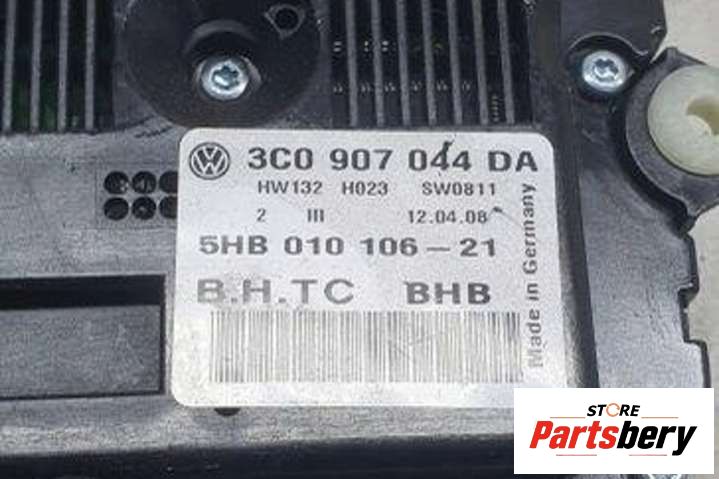 3C0 907 044 DA
HW132 H023 SW0811
2 III 12.04.08
5HB 010 106-21
B.H.TC BHB
Made in Germany
STORE
Partsbery